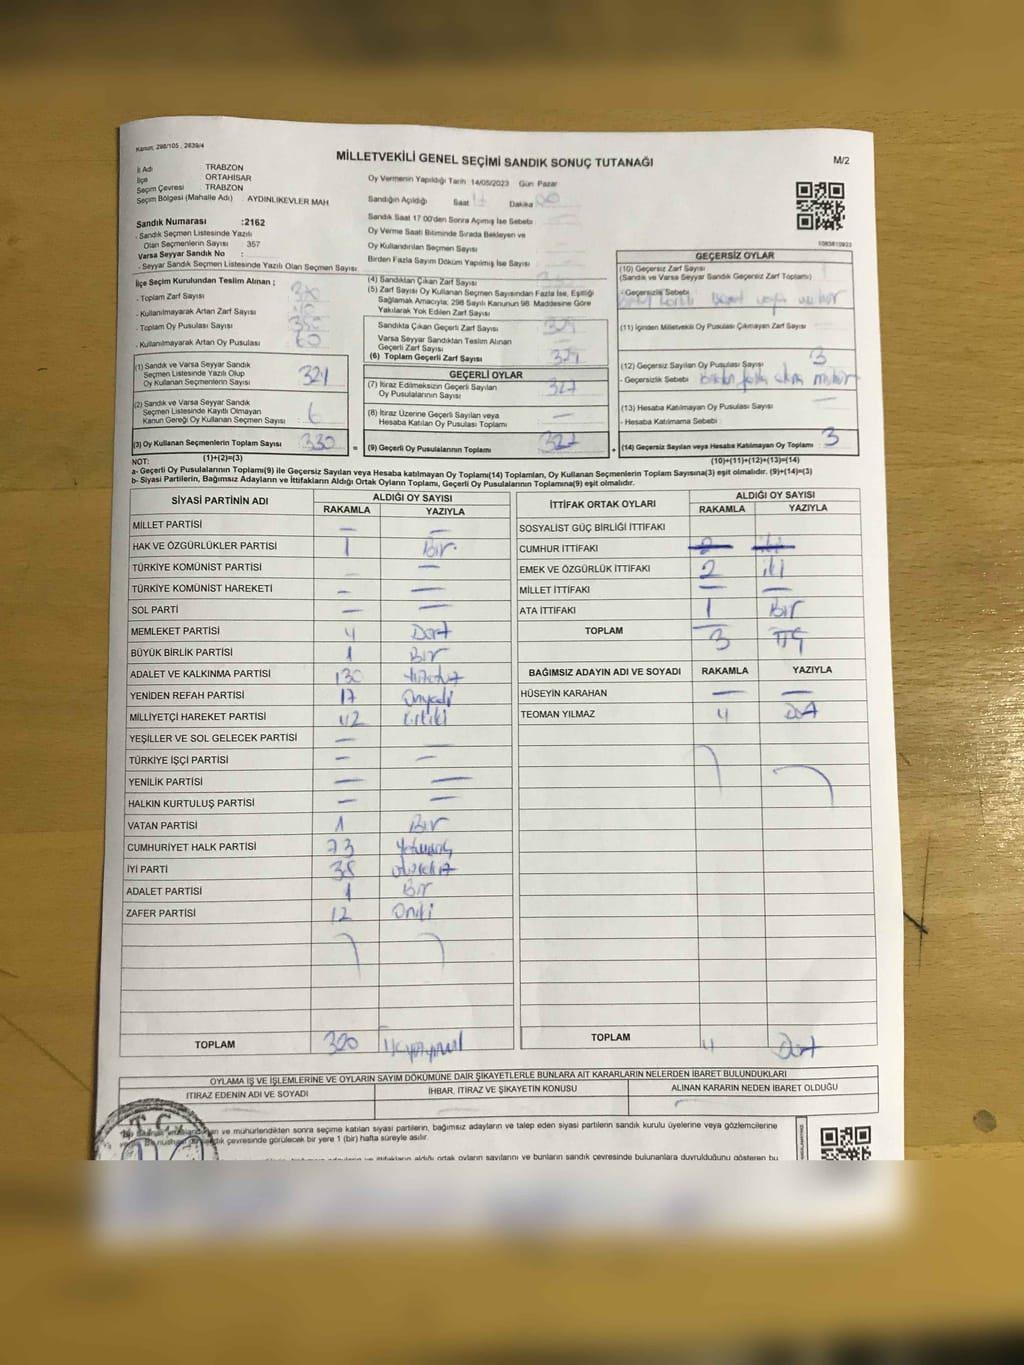 Kanun: 298/105 , 2839/4
MİLLETVEKİLİ GENEL SEÇİMİ SANDIK SONUÇ TUTANAĞI
M/2
İl Adı TRABZON
İlçe ORTAHİSAR
Seçim Çevresi TRABZON
Seçim Bölgesi (Mahalle Adı) : AYDINLIKEVLER MAH
Sandık Numarası :2162
- Sandık Seçmen Listesinde Yazılı
Olan Seçmenlerin Sayısı : 357
Varsa Seyyar Sandık No :
- Seyyar Sandık Seçmen Listesinde Yazılı Olan Seçmen Sayısı
Oy Vermenin Yapıldığı Tarih 14/05/2023 Gün Pazar
Sandığın Açıldığı Saat 17 Dakika 00
Sandık Saat 17:00'den Sonra Açımış İse Sebebi
Oy Verme Saati Bitiminde Sırada Bekleyen ve
Oy Kullandırılan Seçmen Sayısı
Birden Fazla Sayım Döküm Yapılmış İse Sayısı
İlçe Seçim Kurulundan Teslim Alınan ;
- Toplam Zarf Sayısı
- Kullanılmayarak Artan Zarf Sayısı
- Toplam Oy Pusulası Sayısı
- Kullanılmayarak Artan Oy Pusulası 60
(1) Sandık ve Varsa Seyyar Sandık
Seçmen Listesinde Yazılı Olup
Oy Kullanan Seçmenlerin Sayısı 324
(2) Sandık ve Varsa Seyyar Sandık
Seçmen Listesinde Kayıtlı Olmayan
Kanun Gereği Oy Kullanan Seçmen Sayısı : 6
(3) Oy Kullanan Seçmenlerin Toplam Sayısı 330
(1)+(2)=(3)
(4) Sandıktan Çıkan Zarf Sayısı
(5) Zarf Sayısı Oy Kullanan Seçmen Sayısından Fazla İse, Eşitliği
Sağlamak Amacıyla; 298 Sayılı Kanunun 98. Maddesine Göre
Yakılarak Yok Edilen Zarf Sayısı
Sandıkta Çıkan Geçerli Zarf Sayısı
Varsa Seyyar Sandıktan Teslim Alınan
Geçerli Zarf Sayısı
(6) Toplam Geçerli Zarf Sayısı
GEÇERLİ OYLAR
(7) İtiraz Edilmeksizin Geçerli Sayılan
Oy Pusulalarının Sayısı 327
(8) İtiraz Üzerine Geçerli Sayılan veya
Hesaba Katılan Oy Pusulası Toplamı —
= (9) Geçerli Oy Pusulalarının Toplamı 327 +
1083810923
GEÇERSİZ OYLAR
(10) Geçersiz Zarf Sayısı
(Sandık ve Varsa Seyyar Sandık Geçersiz Zarf Toplamı)
- Geçersizlik Sebebi
(11) İçinden Milletvekili Oy Pusulası Çıkmayan Zarf Sayısı
(12) Geçersiz Sayılan Oy Pusulası Sayısı 3
- Geçersizlik Sebebi Birden fazla
(13) Hesaba Katılmayan Oy Pusulası Sayısı —
- Hesaba Katılmama Sebebi :
(14) Geçersiz Sayılan veya Hesaba Katılmayan Oy Toplamı 3
(10)+(11)+(12)+(13)=(14)
NOT:
a- Geçerli Oy Pusulalarının Toplamı(9) ile Geçersiz Sayılan veya Hesaba katılmayan Oy Toplamı(14) Toplamları, Oy Kullanan Seçmenlerin Toplam Sayısına(3) eşit olmalıdır. (9)+(14)=(3)
b- Siyasi Partilerin, Bağımsız Adayların ve İttifakların Aldığı Ortak Oyların Toplamı, Geçerli Oy Pusulalarının Toplamına(9) eşit olmalıdır.
SİYASİ PARTİNİN ADI ALDIĞI OY SAYISI
RAKAMLA YAZIYLA
MİLLET PARTİSİ — —
HAK VE ÖZGÜRLÜKLER PARTİSİ 1 Bir
TÜRKİYE KOMÜNİST PARTİSİ — —
TÜRKİYE KOMÜNİST HAREKETİ — —
SOL PARTİ — —
MEMLEKET PARTİSİ 4 Dört
BÜYÜK BİRLİK PARTİSİ 1 Bir
ADALET VE KALKINMA PARTİSİ 130
YENİDEN REFAH PARTİSİ 17 Onyedi
MİLLİYETÇİ HAREKET PARTİSİ 42 kırkiki
YEŞİLLER VE SOL GELECEK PARTİSİ — —
TÜRKİYE İŞÇİ PARTİSİ — —
YENİLİK PARTİSİ — —
HALKIN KURTULUŞ PARTİSİ — —
VATAN PARTİSİ 1 Bir
CUMHURİYET HALK PARTİSİ 73 yetmişüç
İYİ PARTİ 38 otuzsekiz
ADALET PARTİSİ 1 Bir
ZAFER PARTİSİ 12 Oniki
TOPLAM 320 üçyüzyirmi
İTTİFAK ORTAK OYLARI ALDIĞI OY SAYISI
RAKAMLA YAZIYLA
SOSYALİST GÜÇ BİRLİĞİ İTTİFAKI
CUMHUR İTTİFAKI
EMEK VE ÖZGÜRLÜK İTTİFAKI 2 iki
MİLLET İTTİFAKI — —
ATA İTTİFAKI 1 Bir
TOPLAM 3 üç
BAĞIMSIZ ADAYIN ADI VE SOYADI RAKAMLA YAZIYLA
HÜSEYİN KARAHAN — —
TEOMAN YILMAZ 4 Dört
TOPLAM 4 Dört
OYLAMA İŞ VE İŞLEMLERİNE VE OYLARIN SAYIM DÖKÜMÜNE DAİR ŞİKAYETLERLE BUNLARA AİT KARARLARIN NELERDEN İBARET BULUNDUKLARI
İTİRAZ EDENİN ADI VE SOYADI İHBAR, İTİRAZ VE ŞİKAYETİN KONUSU ALINAN KARARIN NEDEN İBARET OLDUĞU
T.C.
ve mühürlendikten sonra seçime katılan siyasi partilerin, bağımsız adayların ve talep eden siyasi partilerin sandık kurulu üyelerine veya gözlemcilerine
çevresinde görülecek bir yere 1 (bir) hafta süreyle asılır.
ittifakların aldığı ortak oyların sayılarını ve bunların sandık çevresinde bulunanlara duyrulduğunu gösteren bu